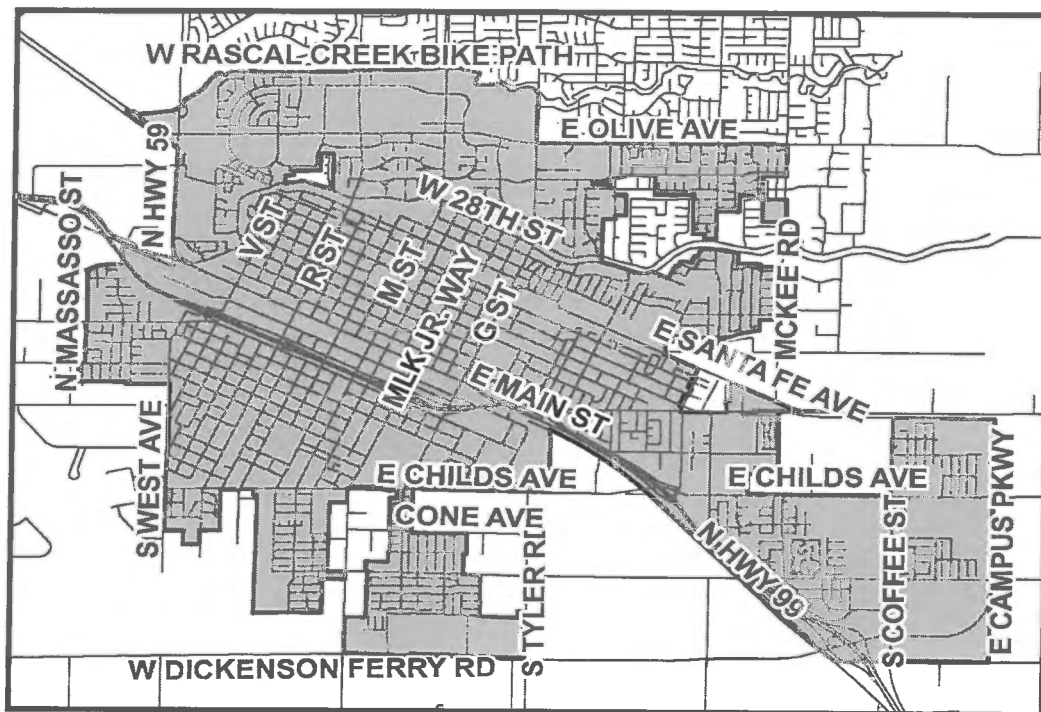 W RASCAL CREEK BIKE PATH
E OLIVE AVE
N HWY 59
N MASSASSO ST
V ST
R ST
W 28TH ST
M ST
MLK JR. WAY
G ST
MCKEE RD
E SANTA FE AVE
E MAIN ST
S WEST AVE
E CHILDS AVE
E CHILDS AVE
CONE AVE
N HWY 99
S TYLER RD
S COFFEE ST
E CAMPUS PKWY
W DICKENSON FERRY RD